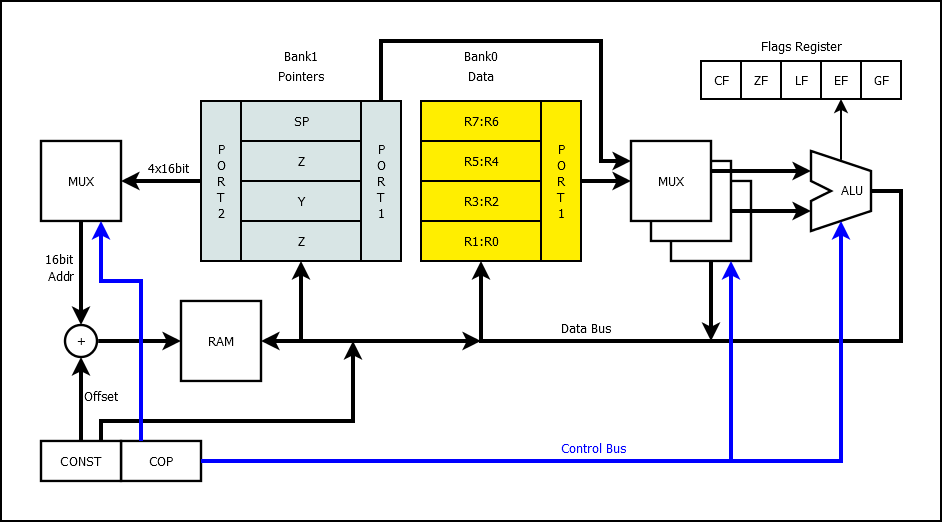 Flags Register
Bank1
Pointers
Bank0
Data
CF ZF LF EF GF
SP
Z
Y
Z
PORT2
PORT1
R7:R6
R5:R4
R3:R2
R1:R0
PORT1
MUX
4x16bit
MUX
ALU
16bit
Addr
+
RAM
Data Bus
Offset
CONST
COP
Control Bus